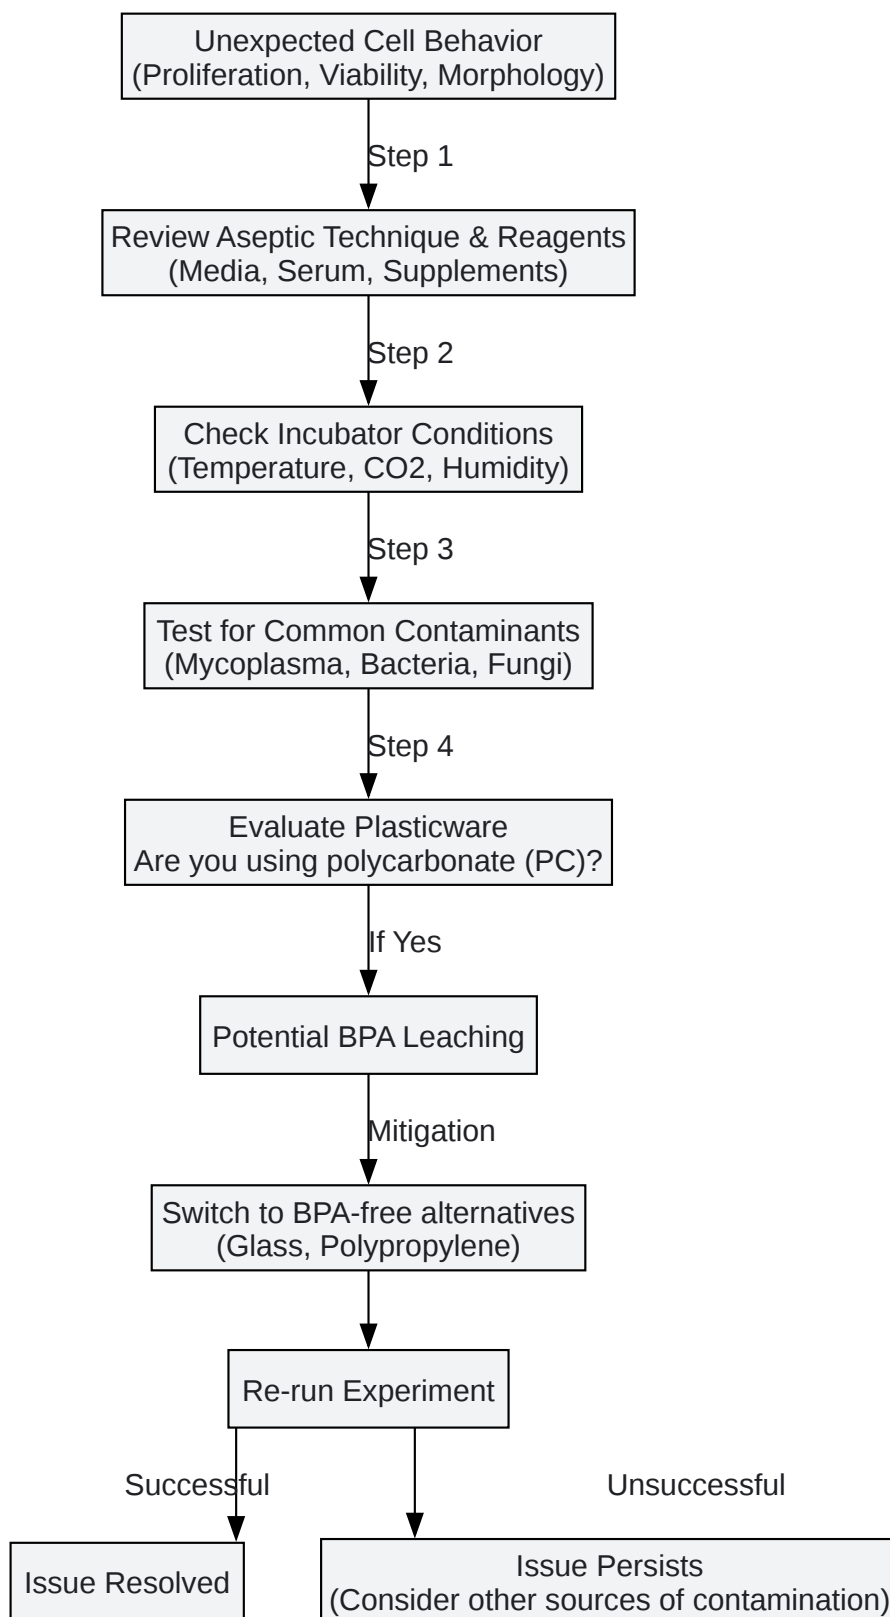 Unexpected Cell Behavior
(Proliferation, Viability, Morphology)
Step 1
Review Aseptic Technique & Reagents
(Media, Serum, Supplements)
Step 2
Check Incubator Conditions
(Temperature, CO2, Humidity)
Step 3
Test for Common Contaminants
(Mycoplasma, Bacteria, Fungi)
Step 4
Evaluate Plasticware
Are you using polycarbonate (PC)?
If Yes
Potential BPA Leaching
Mitigation
Switch to BPA-free alternatives
(Glass, Polypropylene)
Re-run Experiment
Successful
Unsuccessful
Issue Resolved
Issue Persists
(Consider other sources of contamination)